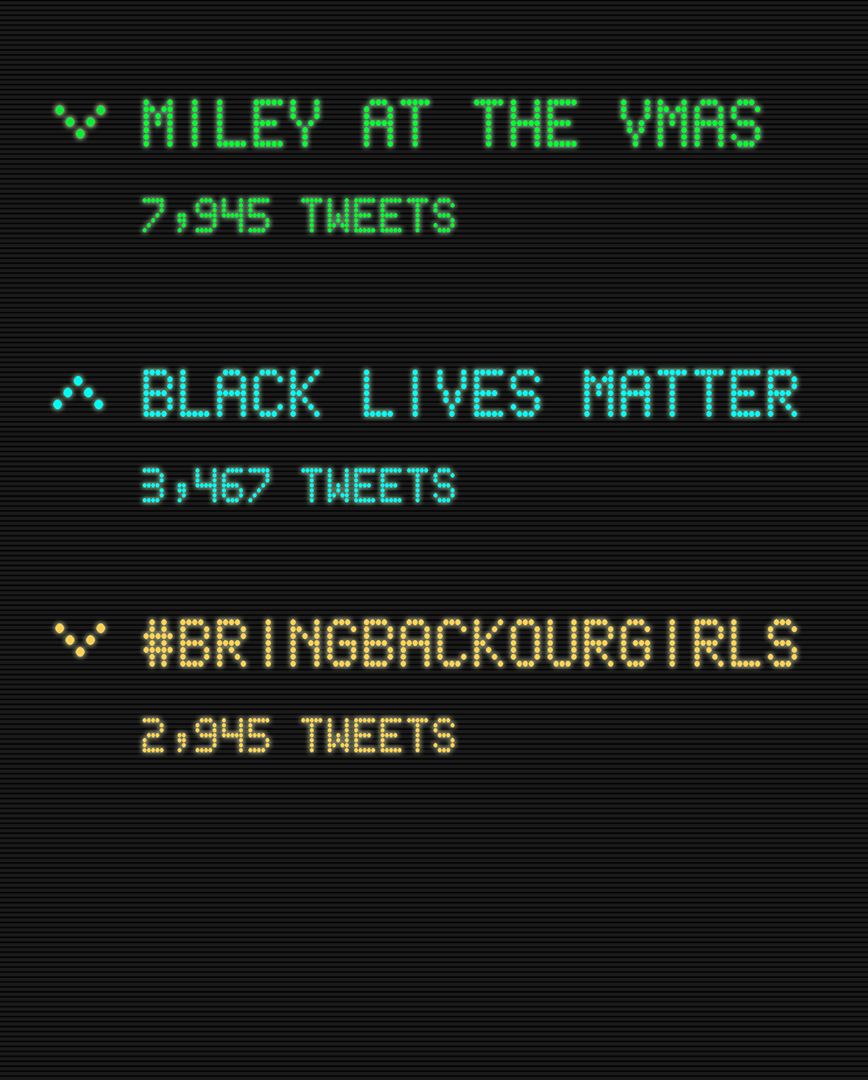 MILEY AT THE VMAS
7,945 TWEETS
BLACK LIVES MATTER
3,467 TWEETS
#BRINGBACKOURGIRLS
2,945 TWEETS